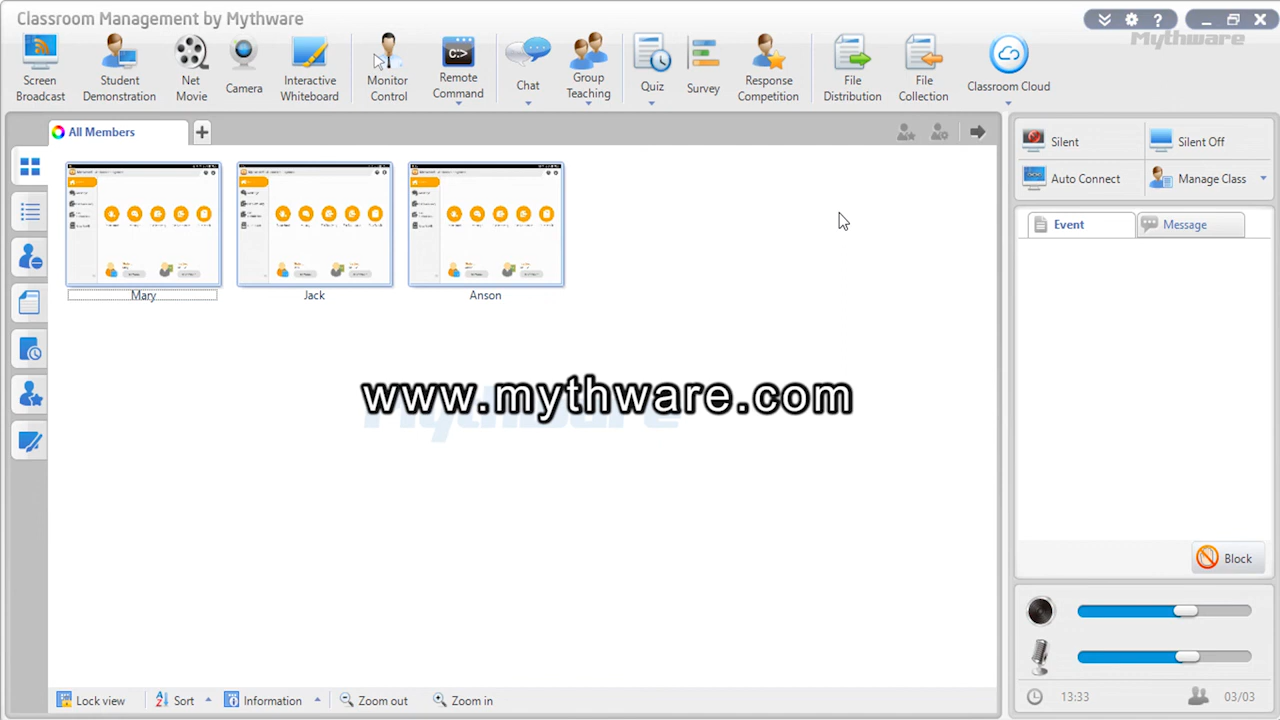 Classroom Management by Mythware
Mythware
Screen Broadcast
Student Demonstration
Net Movie
Camera
Interactive Whiteboard
Monitor Control
Remote Command
Chat
Group Teaching
Quiz
Survey
Response Competition
File Distribution
File Collection
Classroom Cloud
All Members
Silent
Silent Off
Auto Connect
Manage Class
Event
Message
Mary
Jack
Anson
www.mythware.com
Mythware
Block
Lock view
Sort
Information
Zoom out
Zoom in
13:33
03/03